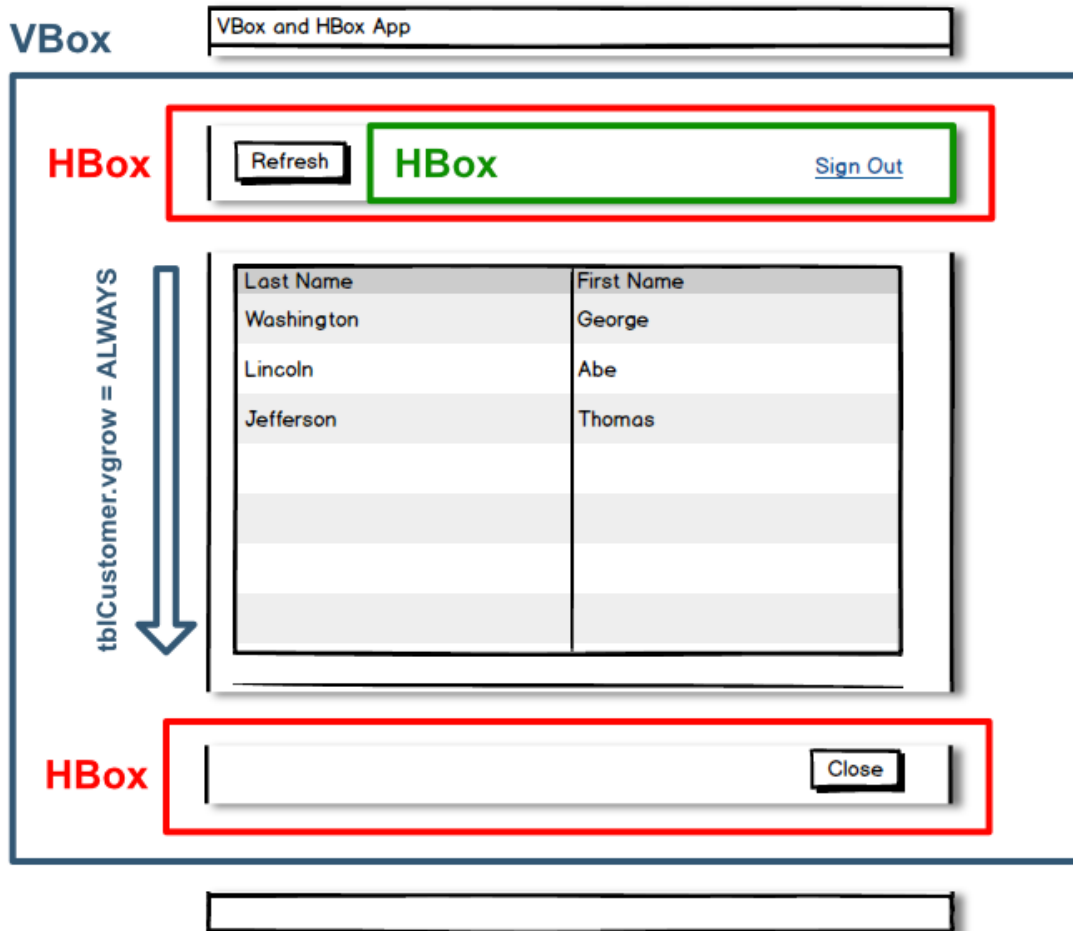 VBox and HBox App
VBox
HBox
Refresh
HBox
Sign Out
tblCustomer.vgrow = ALWAYS
Last Name First Name
Washington George
Lincoln Abe
Jefferson Thomas
HBox
Close